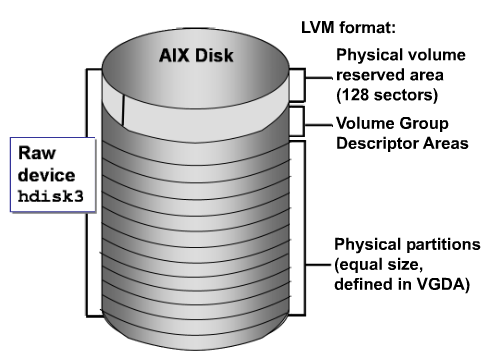 LVM format:
AIX Disk
Physical volume
reserved area
(128 sectors)
Volume Group
Descriptor Areas
Raw
device
hdisk3
Physical partitions
(equal size,
defined in VGDA)